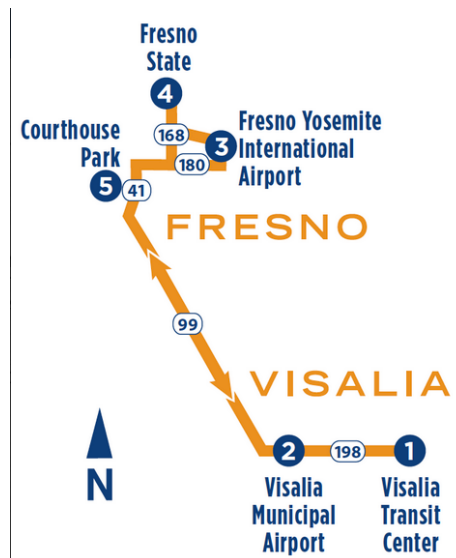 Fresno
State
4
168
Courthouse
Park
5
41
180
3
Fresno Yosemite
International
Airport
FRESNO
99
VISALIA
N
2
198
1
Visalia
Municipal
Airport
Visalia
Transit
Center